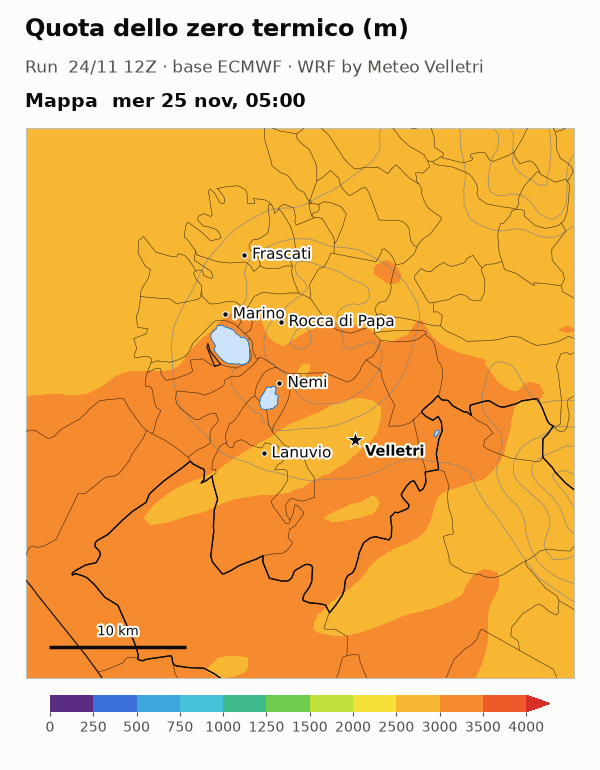 Quota dello zero termico (m)
Run  24/11 12Z · base ECMWF · WRF by Meteo Velletri
Mappa  mer 25 nov, 05:00
Frascati
Marino
Rocca di Papa
Nemi
Velletri
Lanuvio
10 km
0 250 500 750 1000 1250 1500 2000 2500 3000 3500 4000